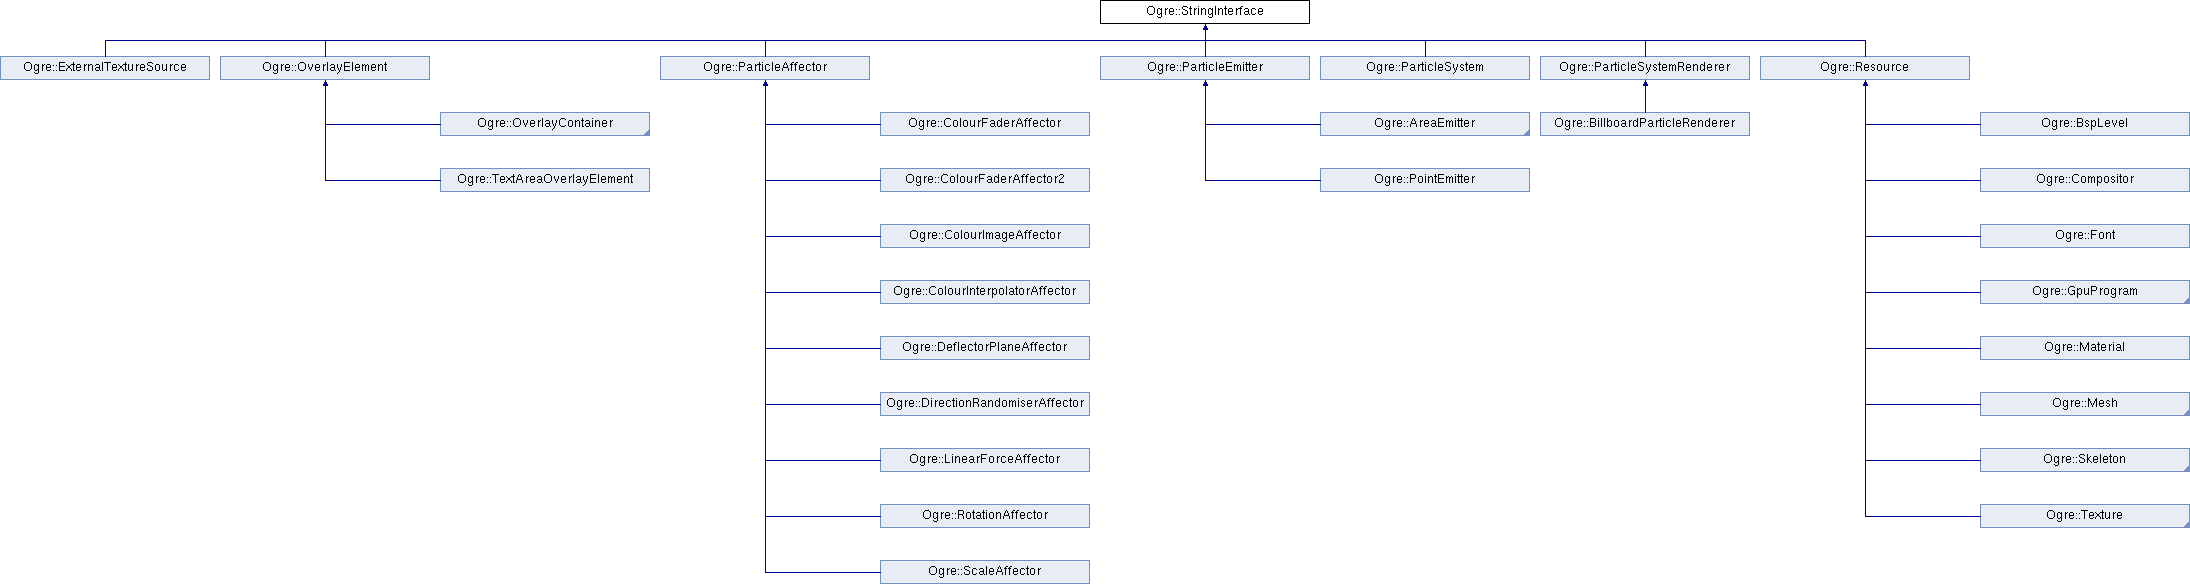 Ogre::StringInterface
Ogre::ExternalTextureSource
Ogre::OverlayElement
Ogre::ParticleAffector
Ogre::ParticleEmitter
Ogre::ParticleSystem
Ogre::ParticleSystemRenderer
Ogre::Resource
Ogre::OverlayContainer
Ogre::ColourFaderAffector
Ogre::AreaEmitter
Ogre::BillboardParticleRenderer
Ogre::BspLevel
Ogre::TextAreaOverlayElement
Ogre::ColourFaderAffector2
Ogre::PointEmitter
Ogre::Compositor
Ogre::ColourImageAffector
Ogre::Font
Ogre::ColourInterpolatorAffector
Ogre::GpuProgram
Ogre::DeflectorPlaneAffector
Ogre::Material
Ogre::DirectionRandomiserAffector
Ogre::Mesh
Ogre::LinearForceAffector
Ogre::Skeleton
Ogre::RotationAffector
Ogre::Texture
Ogre::ScaleAffector